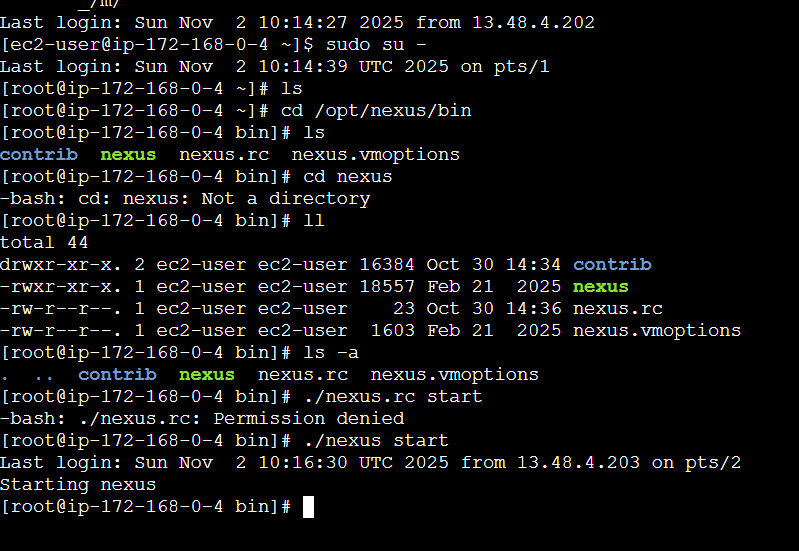 _/m/
Last login: Sun Nov  2 10:14:27 2025 from 13.48.4.202
[ec2-user@ip-172-168-0-4 ~]$ sudo su -
Last login: Sun Nov  2 10:14:39 UTC 2025 on pts/1
[root@ip-172-168-0-4 ~]# ls
[root@ip-172-168-0-4 ~]# cd /opt/nexus/bin
[root@ip-172-168-0-4 bin]# ls
contrib  nexus  nexus.rc  nexus.vmoptions
[root@ip-172-168-0-4 bin]# cd nexus
-bash: cd: nexus: Not a directory
[root@ip-172-168-0-4 bin]# ll
total 44
drwxr-xr-x. 2 ec2-user ec2-user 16384 Oct 30 14:34 contrib
-rwxr-xr-x. 1 ec2-user ec2-user 18557 Feb 21  2025 nexus
-rw-r--r--. 1 ec2-user ec2-user    23 Oct 30 14:36 nexus.rc
-rw-r--r--. 1 ec2-user ec2-user  1603 Feb 21  2025 nexus.vmoptions
[root@ip-172-168-0-4 bin]# ls -a
.  ..  contrib  nexus  nexus.rc  nexus.vmoptions
[root@ip-172-168-0-4 bin]# ./nexus.rc start
-bash: ./nexus.rc: Permission denied
[root@ip-172-168-0-4 bin]# ./nexus start
Last login: Sun Nov  2 10:16:30 UTC 2025 from 13.48.4.203 on pts/2
Starting nexus
[root@ip-172-168-0-4 bin]#